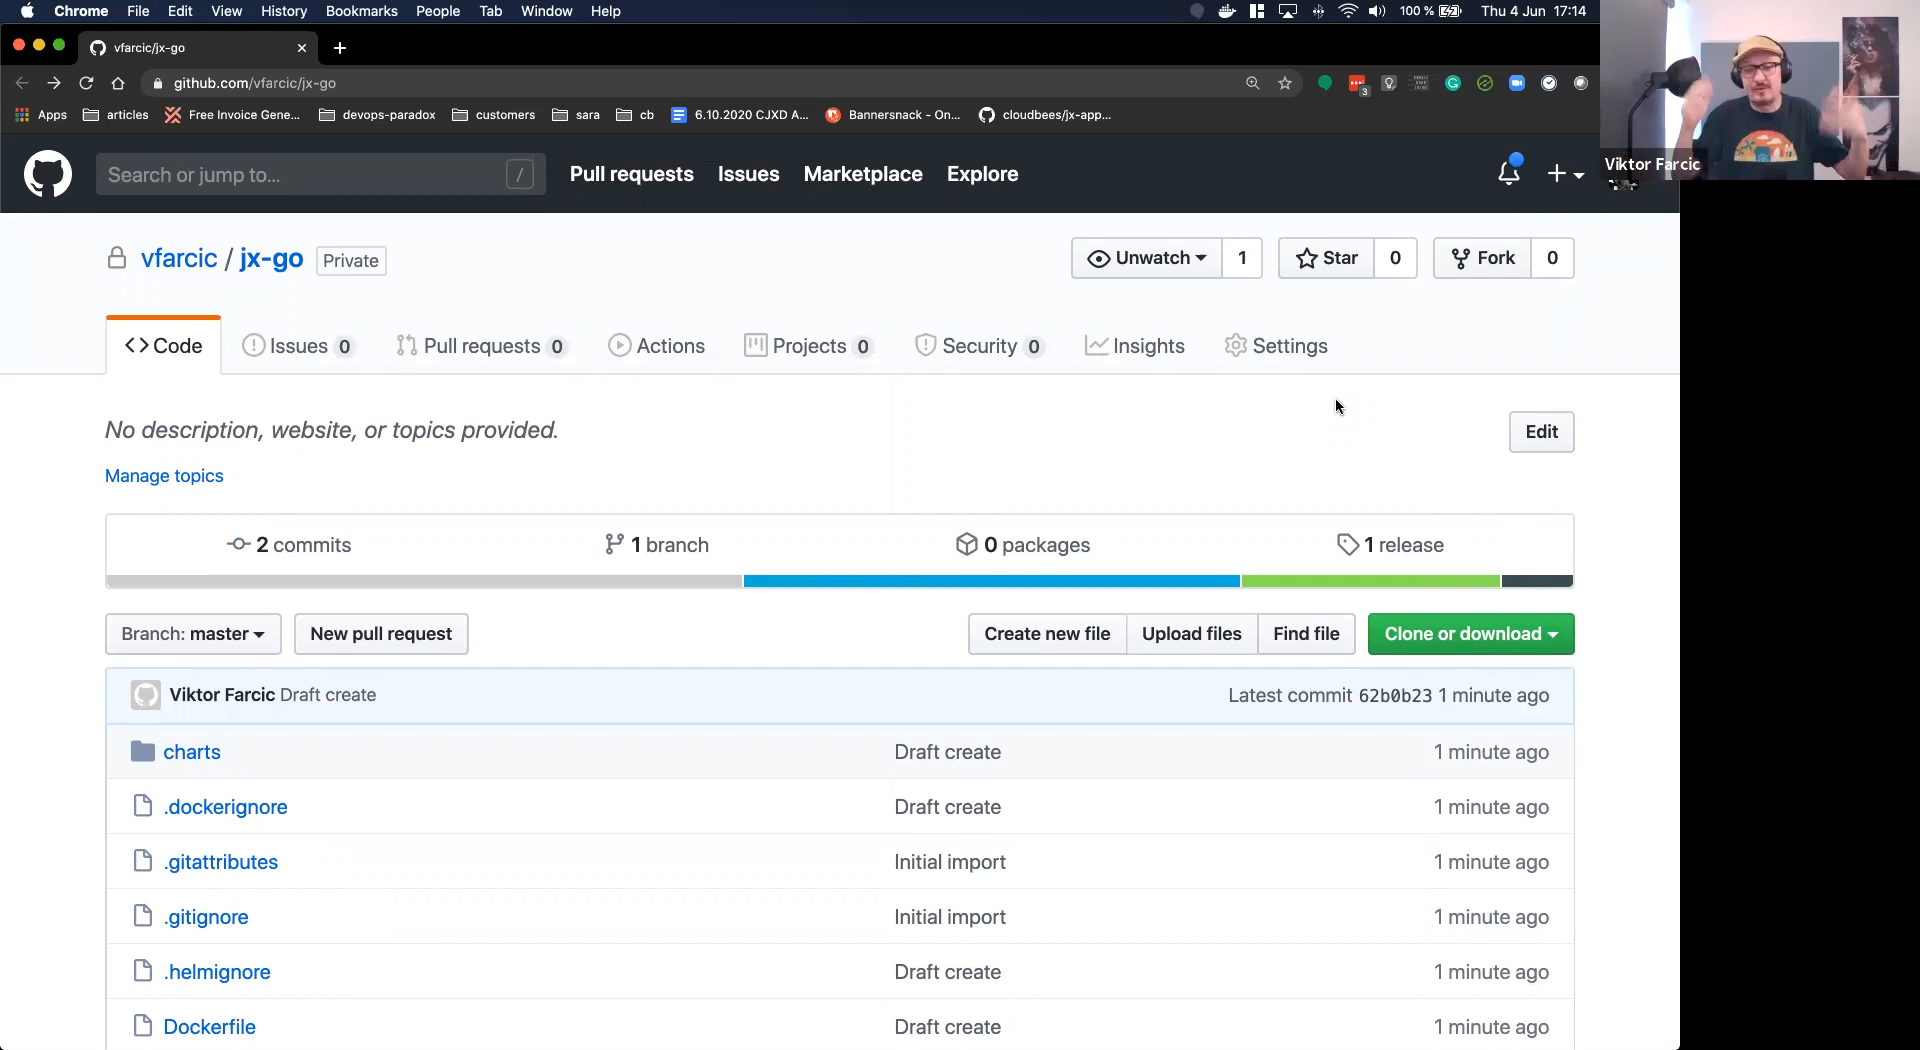 Chrome File Edit View History Bookmarks People Tab Window Help 100 % Thu 4 Jun 17:14
vfarcic/jx-go
github.com/vfarcic/jx-go 3
Apps articles Free Invoice Gene... devops-paradox customers sara cb 6.10.2020 CJXD A... Bannersnack - On... cloudbees/jx-app...
Viktor Farcic
Search or jump to... / Pull requests Issues Marketplace Explore
vfarcic / jx-go Private Unwatch 1 Star 0 Fork 0
Code Issues 0 Pull requests 0 Actions Projects 0 Security 0 Insights Settings
No description, website, or topics provided. Edit
Manage topics
2 commits 1 branch 0 packages 1 release
Branch: master New pull request Create new file Upload files Find file Clone or download
Viktor Farcic Draft create Latest commit 62b0b23 1 minute ago
charts Draft create 1 minute ago
.dockerignore Draft create 1 minute ago
.gitattributes Initial import 1 minute ago
.gitignore Initial import 1 minute ago
.helmignore Draft create 1 minute ago
Dockerfile Draft create 1 minute ago